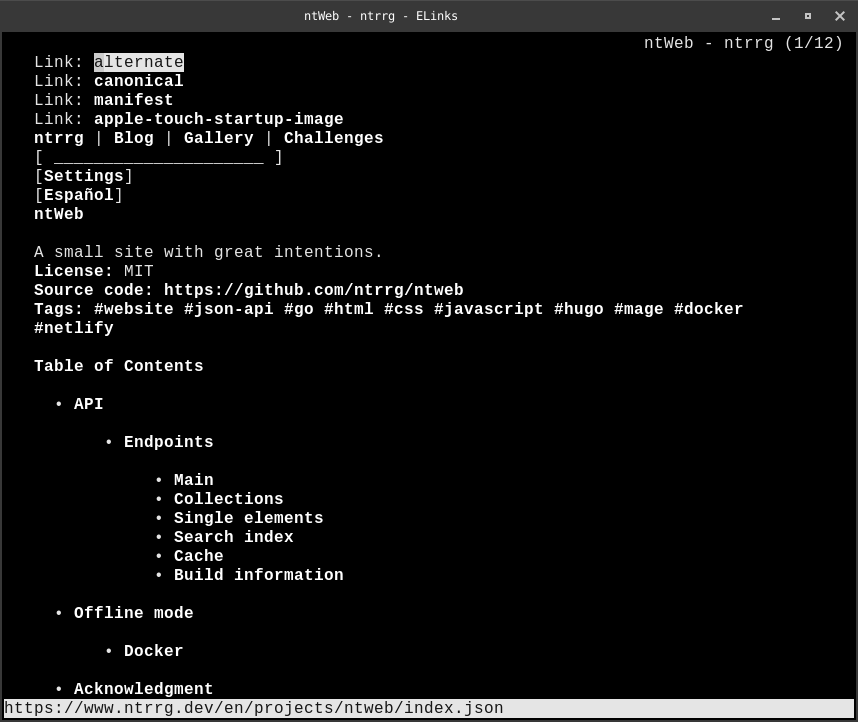 ntWeb - ntrrg - ELinks
ntWeb - ntrrg (1/12)
Link: alternate
Link: canonical
Link: manifest
Link: apple-touch-startup-image
ntrrg | Blog | Gallery | Challenges
[ _____________________ ]
[Settings]
[Español]
ntWeb
A small site with great intentions.
License: MIT
Source code: https://github.com/ntrrg/ntweb
Tags: #website #json-api #go #html #css #javascript #hugo #mage #docker
#netlify
Table of Contents
• API
• Endpoints
• Main
• Collections
• Single elements
• Search index
• Cache
• Build information
• Offline mode
• Docker
• Acknowledgment
https://www.ntrrg.dev/en/projects/ntweb/index.json